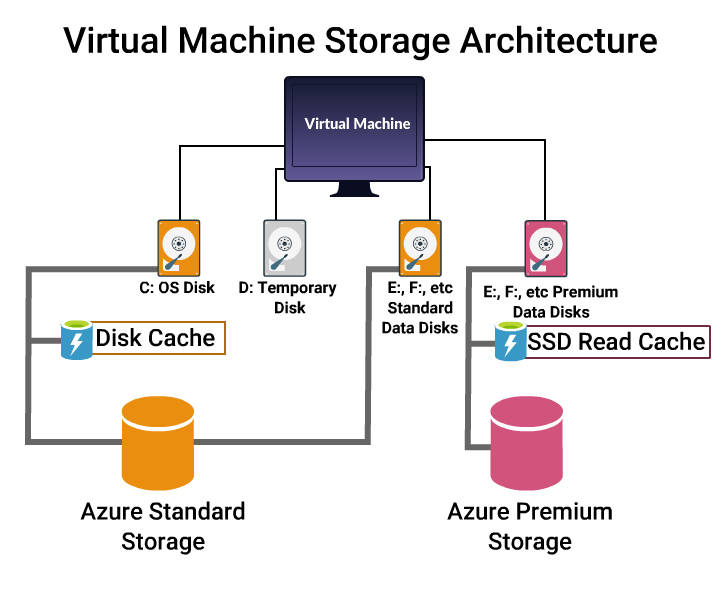 Virtual Machine Storage Architecture
Virtual Machine
C: OS Disk
D: Temporary
Disk
E:, F:, etc
Standard
Data Disks
E:, F:, etc Premium
Data Disks
Disk Cache
SSD Read Cache
Azure Standard
Storage
Azure Premium
Storage